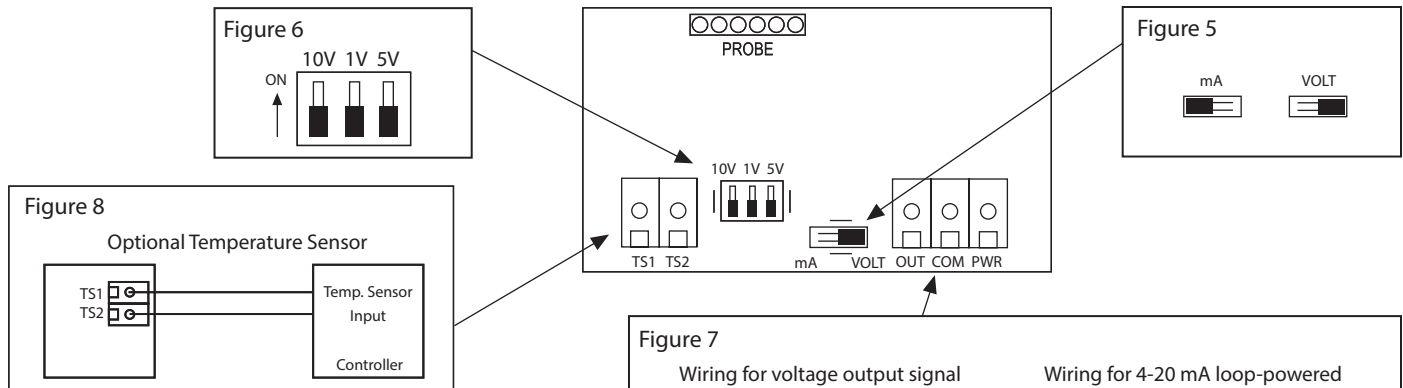 Figure 6
10V 1V 5V
ON
PROBE
10V 1V 5V
TS1 TS2
mA VOLT OUT COM PWR
Figure 5
mA VOLT
Figure 8
Optional Temperature Sensor
TS1
TS2
Temp. Sensor
Input
Controller
Figure 7
Wiring for voltage output signal
Wiring for 4-20 mA loop-powered